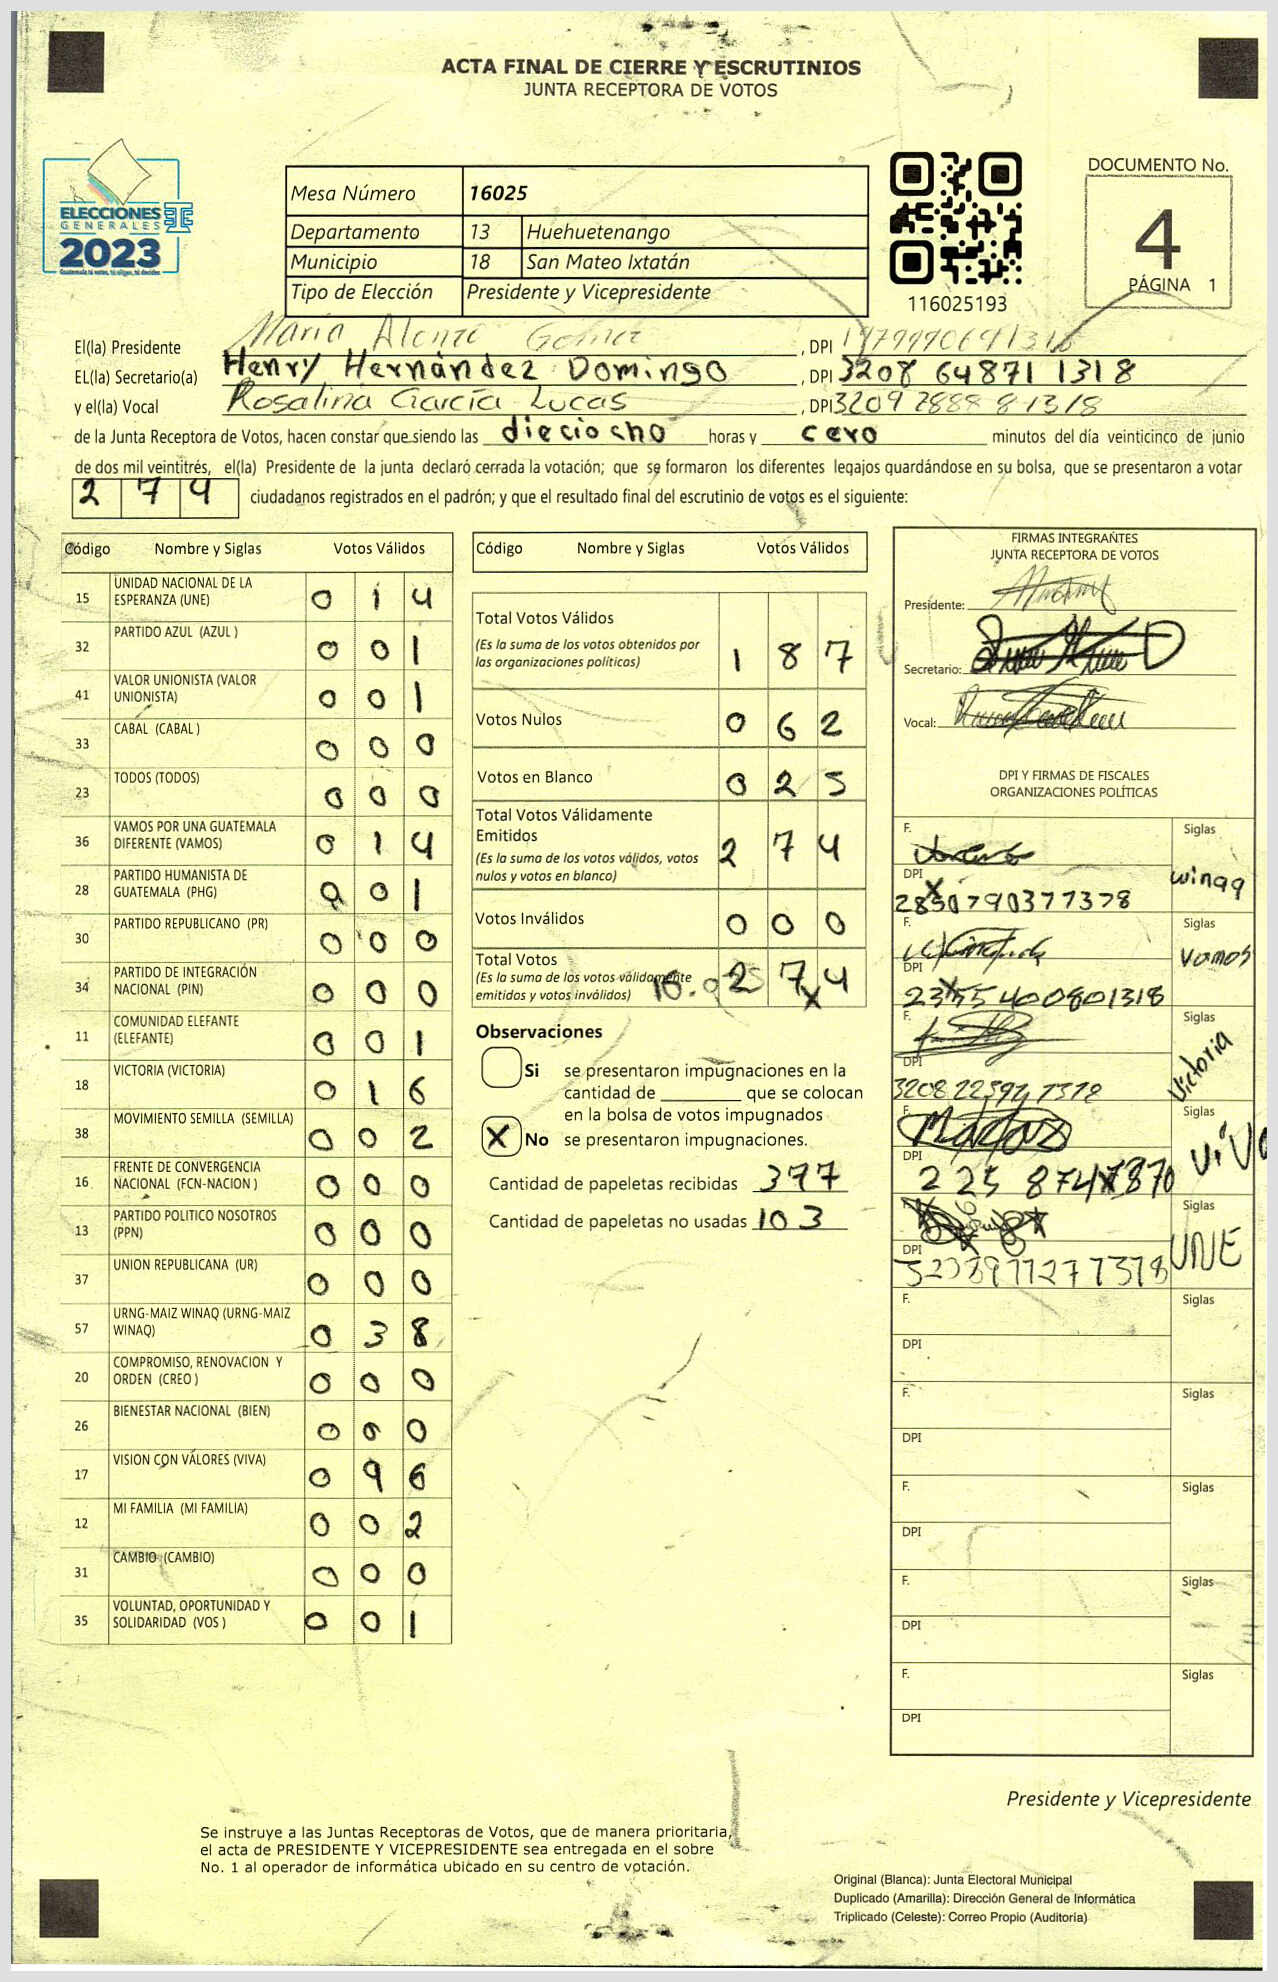 ACTA FINAL DE CIERRE Y ESCRUTINIOS
JUNTA RECEPTORA DE VOTOS
ELECCIONES
GENERALES
2023
Guatemala tú votas, tú eliges, tú decides
Mesa Número 16025
Departamento 13 Huehuetenango
Municipio 18 San Mateo Ixtatán
Tipo de Elección Presidente y Vicepresidente
116025193
DOCUMENTO No.
4
PÁGINA 1
El(la) Presidente María Alonzo Gómez, DPI
EL(la) Secretario(a) Henry Hernández Domingo, DPI 3208 64871 1318
y el(la) Vocal Rosalina García Lucas, DPI 3209 2888 8 1318
de la Junta Receptora de Votos, hacen constar que siendo las dieciocho horas y cero minutos del día veinticinco de junio
de dos mil veintitrés, el(la) Presidente de la junta declaró cerrada la votación; que se formaron los diferentes legajos guardándose en su bolsa, que se presentaron a votar
274 ciudadanos registrados en el padrón; y que el resultado final del escrutinio de votos es el siguiente:
Código Nombre y Siglas Votos Válidos
15 UNIDAD NACIONAL DE LA ESPERANZA (UNE) 0 1 4
32 PARTIDO AZUL (AZUL ) 0 0 1
41 VALOR UNIONISTA (VALOR UNIONISTA) 0 0 1
33 CABAL (CABAL ) 0 0 0
23 TODOS (TODOS) 0 0 0
36 VAMOS POR UNA GUATEMALA DIFERENTE (VAMOS) 0 1 4
28 PARTIDO HUMANISTA DE GUATEMALA (PHG) 0 0 1
30 PARTIDO REPUBLICANO (PR) 0 0 0
34 PARTIDO DE INTEGRACIÓN NACIONAL (PIN) 0 0 0
11 COMUNIDAD ELEFANTE (ELEFANTE) 0 0 1
18 VICTORIA (VICTORIA) 0 1 6
38 MOVIMIENTO SEMILLA (SEMILLA) 0 0 2
16 FRENTE DE CONVERGENCIA NACIONAL (FCN-NACION ) 0 0 0
13 PARTIDO POLITICO NOSOTROS (PPN) 0 0 0
37 UNION REPUBLICANA (UR) 0 0 0
57 URNG-MAIZ WINAQ (URNG-MAIZ WINAQ) 0 3 8
20 COMPROMISO, RENOVACION Y ORDEN (CREO ) 0 0 0
26 BIENESTAR NACIONAL (BIEN) 0 0 0
17 VISION CON VALORES (VIVA) 0 9 6
12 MI FAMILIA (MI FAMILIA) 0 0 2
31 CAMBIO (CAMBIO) 0 0 0
35 VOLUNTAD, OPORTUNIDAD Y SOLIDARIDAD (VOS ) 0 0 1
Código Nombre y Siglas Votos Válidos
Total Votos Válidos
(Es la suma de los votos obtenidos por las organizaciones políticas) 1 8 7
Votos Nulos 0 6 2
Votos en Blanco 0 2 5
Total Votos Válidamente Emitidos
(Es la suma de los votos válidos, votos nulos y votos en blanco) 2 7 4
Votos Inválidos 0 0 0
Total Votos
(Es la suma de los votos válidamente emitidos y votos inválidos) 2 7 4
Observaciones
Si se presentaron impugnaciones en la
cantidad de ________ que se colocan
en la bolsa de votos impugnados
X No se presentaron impugnaciones.
Cantidad de papeletas recibidas 377
Cantidad de papeletas no usadas 103
FIRMAS INTEGRANTES
JUNTA RECEPTORA DE VOTOS
Presidente:
Secretario:
Vocal:
DPI Y FIRMAS DE FISCALES
ORGANIZACIONES POLÍTICAS
F. Siglas
DPI winaq
F. Siglas
DPI Vamos
F. Siglas
DPI Victoria
F. Siglas
DPI VIVA
Siglas
DPI UNE
F. Siglas
DPI
F. Siglas
DPI
F. Siglas
DPI
F. Siglas
DPI
F. Siglas
DPI
Presidente y Vicepresidente
Se instruye a las Juntas Receptoras de Votos, que de manera prioritaria,
el acta de PRESIDENTE Y VICEPRESIDENTE sea entregada en el sobre
No. 1 al operador de informática ubicado en su centro de votación.
Original (Blanca): Junta Electoral Municipal
Duplicado (Amarilla): Dirección General de Informática
Triplicado (Celeste): Correo Propio (Auditoría)